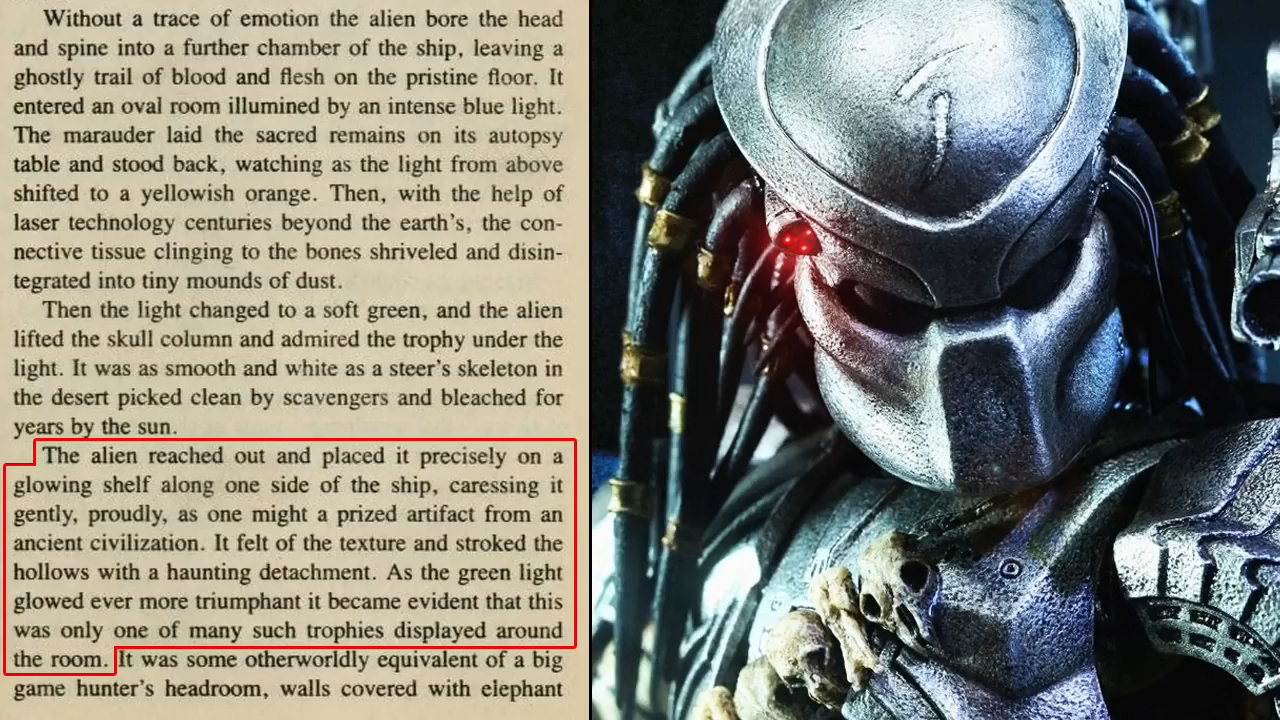 Without a trace of emotion the alien bore the head
and spine into a further chamber of the ship, leaving a
ghostly trail of blood and flesh on the pristine floor. It
entered an oval room illumined by an intense blue light.
The marauder laid the sacred remains on its autopsy
table and stood back, watching as the light from above
shifted to a yellowish orange. Then, with the help of
laser technology centuries beyond the earth's, the con-
nective tissue clinging to the bones shriveled and disin-
tegrated into tiny mounds of dust.
Then the light changed to a soft green, and the alien
lifted the skull column and admired the trophy under the
light. It was as smooth and white as a steer's skeleton in
the desert picked clean by scavengers and bleached for
years by the sun.
The alien reached out and placed it precisely on a
glowing shelf along one side of the ship, caressing it
gently, proudly, as one might a prized artifact from an
ancient civilization. It felt of the texture and stroked the
hollows with a haunting detachment. As the green light
glowed ever more triumphant it became evident that this
was only one of many such trophies displayed around
the room. It was some otherworldly equivalent of a big
game hunter's headroom, walls covered with elephant